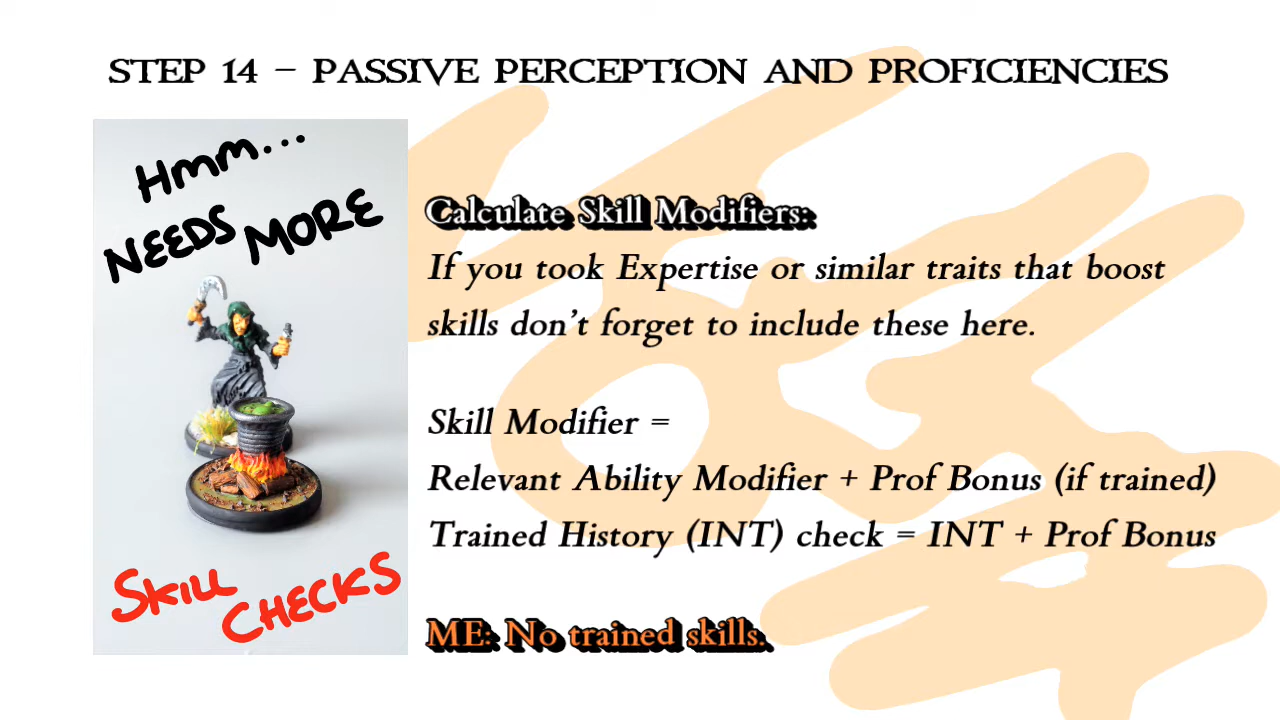 STEP 14 – PASSIVE PERCEPTION AND PROFICIENCIES
Hmm...
NEEDS MORE
SKILL
CHECKS
Calculate Skill Modifiers:
If you took Expertise or similar traits that boost
skills don't forget to include these here.
Skill Modifier =
Relevant Ability Modifier + Prof Bonus (if trained)
Trained History (INT) check = INT + Prof Bonus
ME: No trained skills.